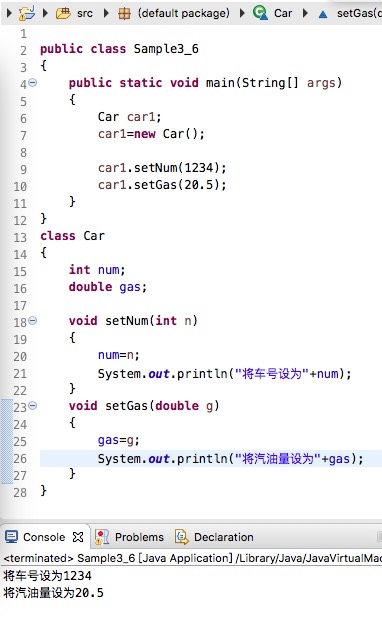 src (default package) Car setGas(
1
2 public class Sample3_6
3 {
4 public static void main(String[] args)
5 {
6 Car car1;
7 car1=new Car();
8
9 car1.setNum(1234);
10 car1.setGas(20.5);
11 }
12 }
13 class Car
14 {
15 int num;
16 double gas;
17
18 void setNum(int n)
19 {
20 num=n;
21 System.out.println("将车号设为"+num);
22 }
23 void setGas(double g)
24 {
25 gas=g;
26 System.out.println("将汽油量设为"+gas);
27 }
28 }
Console Problems Declaration
<terminated> Sample3_6 [Java Application] /Library/Java/JavaVirtualMac
将车号设为1234
将汽油量设为20.5